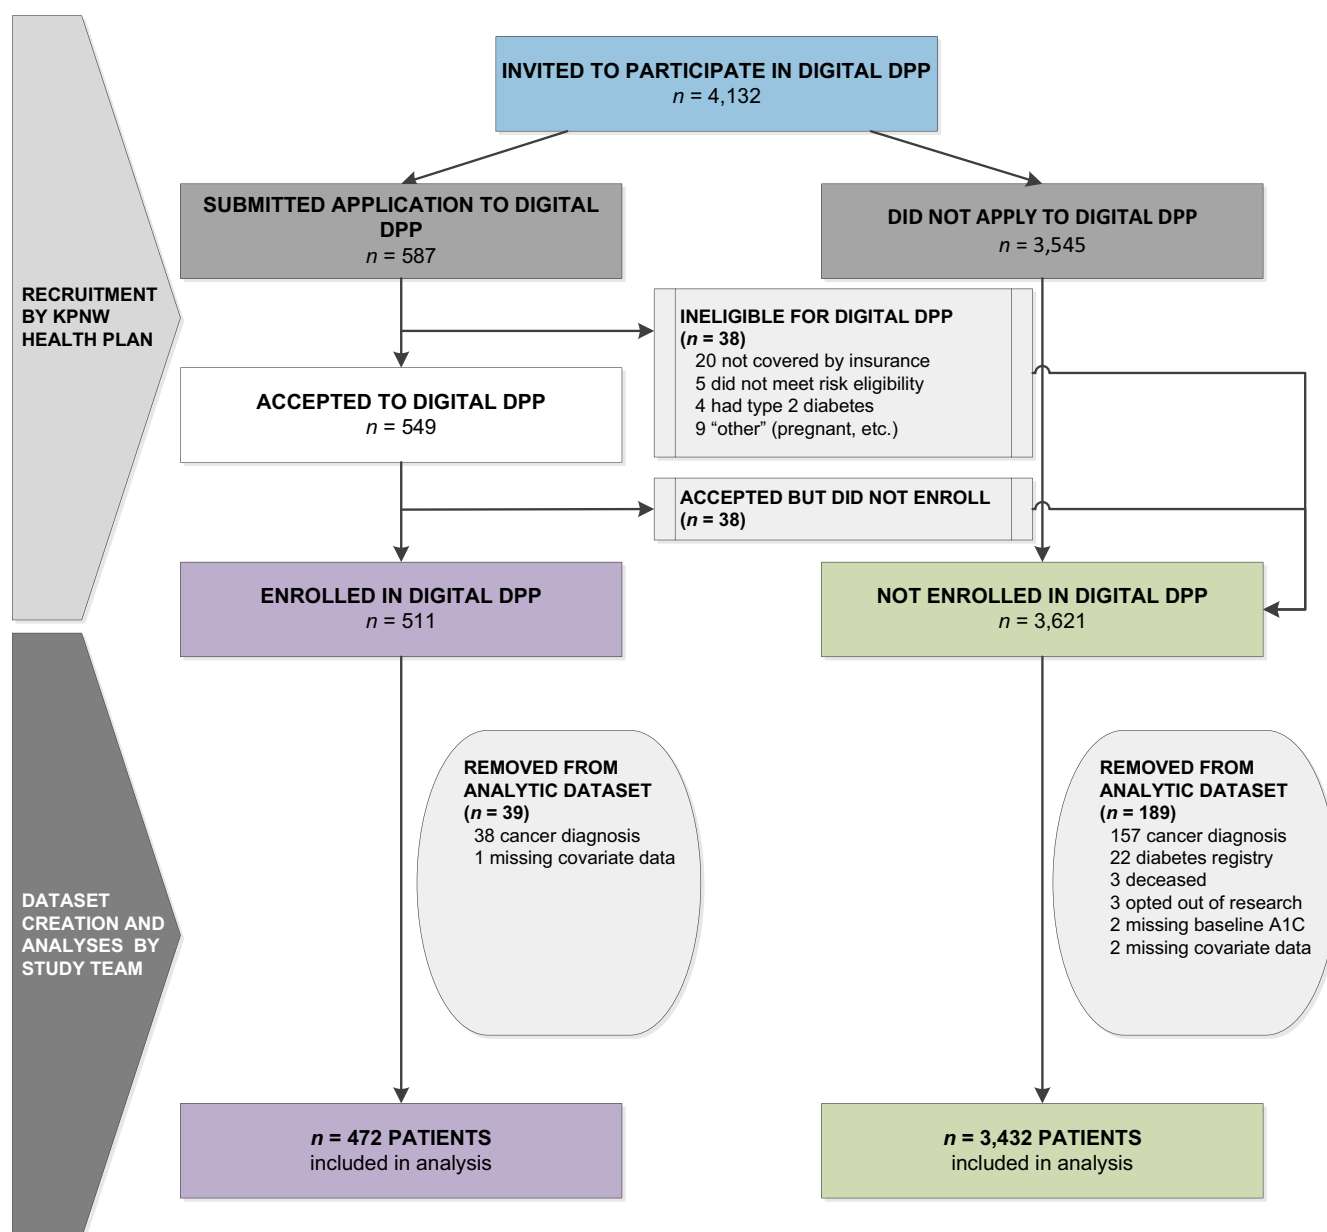 INVITED TO PARTICIPATE IN DIGITAL DPP
n = 4,132
SUBMITTED APPLICATION TO DIGITAL
DPP
n = 587
DID NOT APPLY TO DIGITAL DPP
n = 3,545
RECRUITMENT
BY KPNW
HEALTH PLAN
INELIGIBLE FOR DIGITAL DPP
(n = 38)
20 not covered by insurance
5 did not meet risk eligibility
4 had type 2 diabetes
9 “other” (pregnant, etc.)
ACCEPTED TO DIGITAL DPP
n = 549
ACCEPTED BUT DID NOT ENROLL
(n = 38)
ENROLLED IN DIGITAL DPP
n = 511
NOT ENROLLED IN DIGITAL DPP
n = 3,621
DATASET
CREATION AND
ANALYSES BY
STUDY TEAM
REMOVED FROM
ANALYTIC DATASET
(n = 39)
38 cancer diagnosis
1 missing covariate data
REMOVED FROM
ANALYTIC DATASET
(n = 189)
157 cancer diagnosis
22 diabetes registry
3 deceased
3 opted out of research
2 missing baseline A1C
2 missing covariate data
n = 472 PATIENTS
included in analysis
n = 3,432 PATIENTS
included in analysis